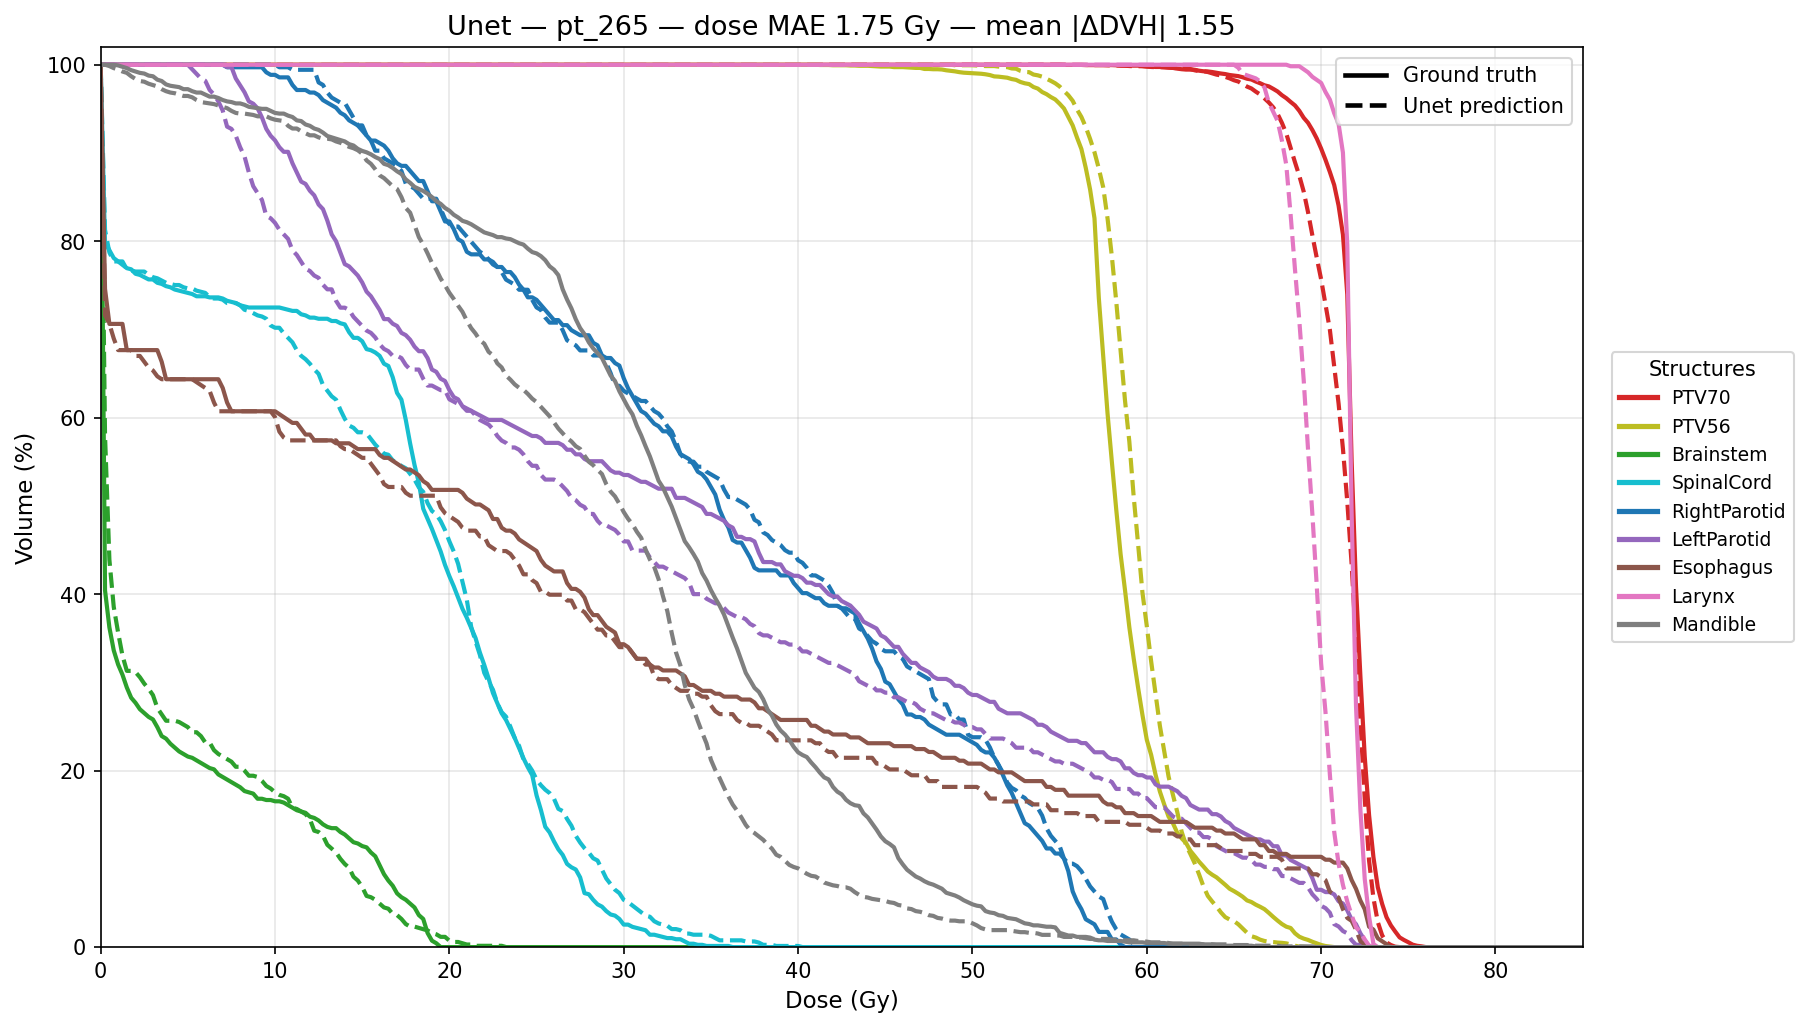 Unet — pt_265 — dose MAE 1.75 Gy — mean |ΔDVH| 1.55
Ground truth
Unet prediction
Volume (%)
100
80
60
40
20
0
0 10 20 30 40 50 60 70 80
Dose (Gy)
Structures
PTV70
PTV56
Brainstem
SpinalCord
RightParotid
LeftParotid
Esophagus
Larynx
Mandible